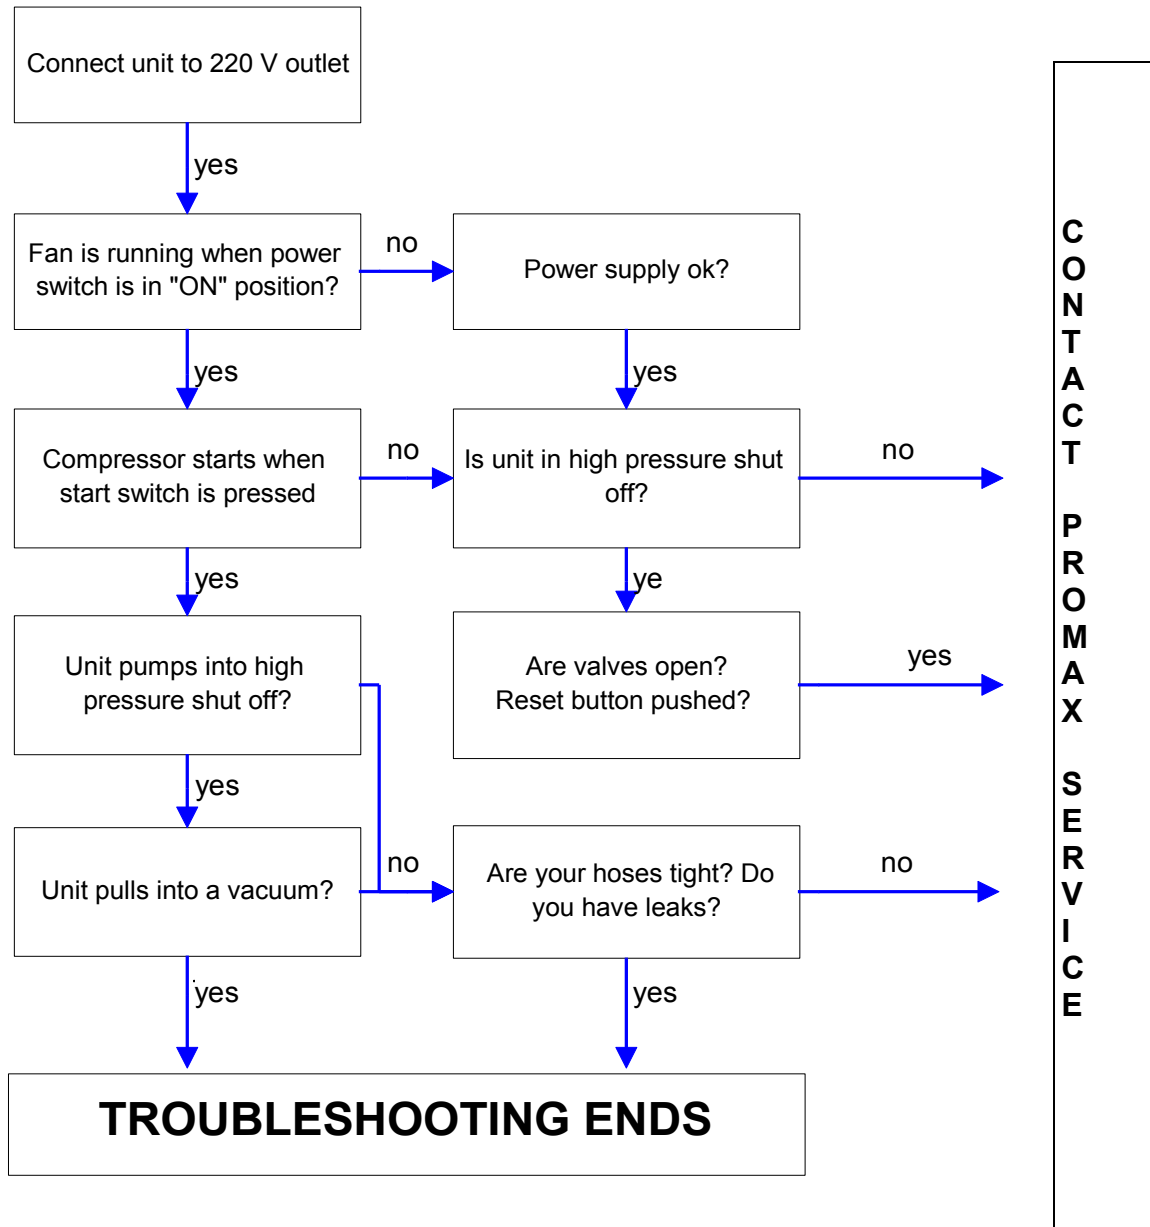 Connect unit to 220 V outlet
yes
Fan is running when power
switch is in "ON" position?
no
Power supply ok?
yes
yes
Compressor starts when
start switch is pressed
no
Is unit in high pressure shut
off?
no
yes
ye
Unit pumps into high
pressure shut off?
Are valves open?
Reset button pushed?
yes
yes
Unit pulls into a vacuum?
no
Are your hoses tight? Do
you have leaks?
no
yes
yes
TROUBLESHOOTING ENDS
CONTACT PROMAX SERVICE